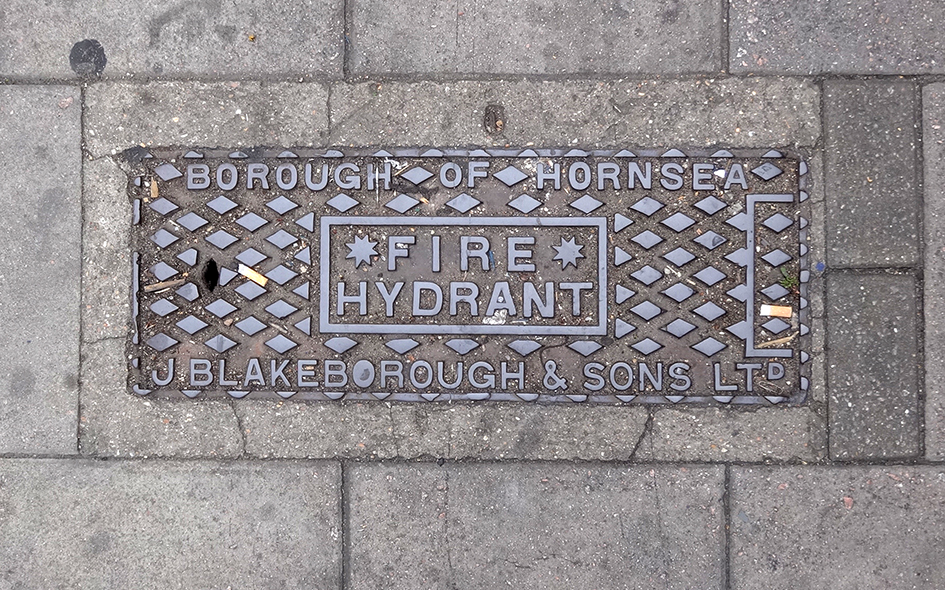 BOROUGH OF HORNSEA
FIRE
HYDRANT
J BLAKEBOROUGH & SONS LTD